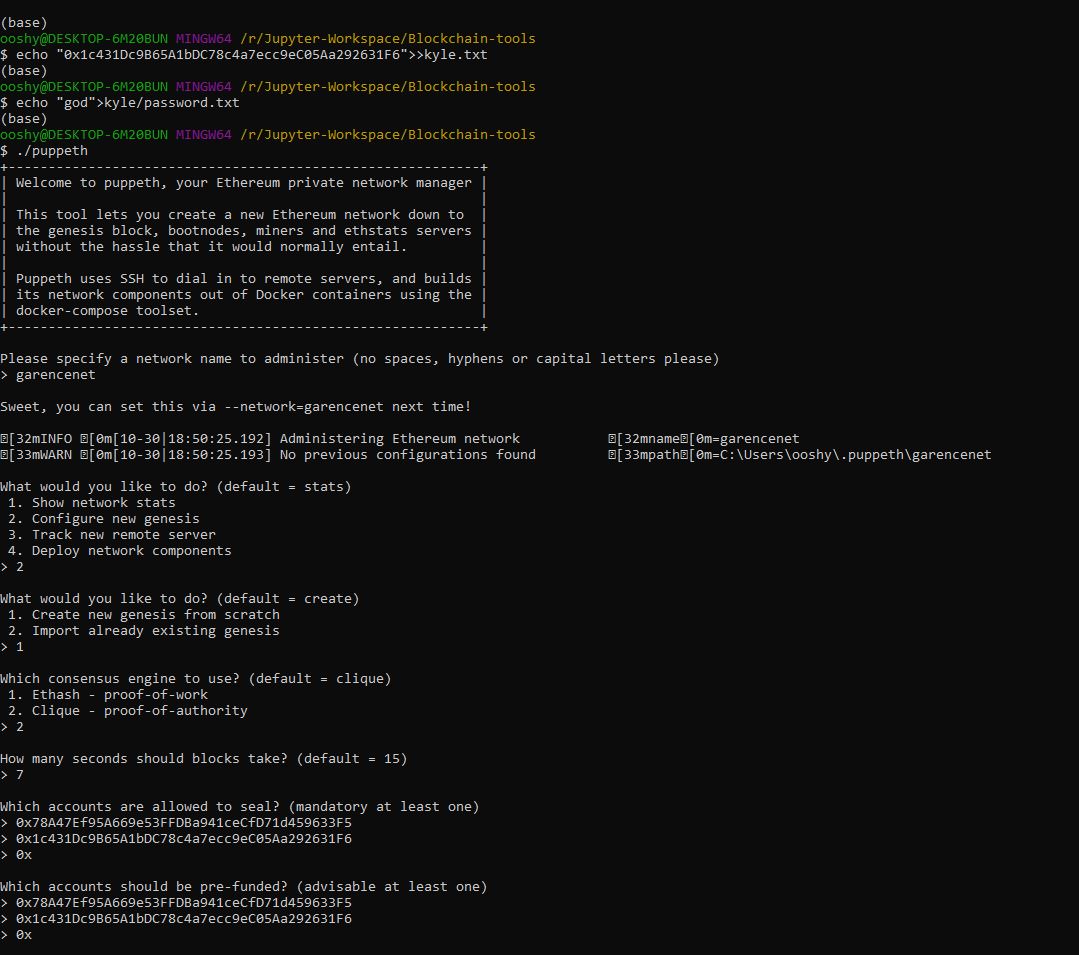 (base)
ooshy@DESKTOP-6M20BUN MINGW64 /r/Jupyter-Workspace/Blockchain-tools
$ echo "0x1c431Dc9B65A1bDC78c4a7ecc9eC05Aa292631F6">>kyle.txt
(base)
ooshy@DESKTOP-6M20BUN MINGW64 /r/Jupyter-Workspace/Blockchain-tools
$ echo "god">kyle/password.txt
(base)
ooshy@DESKTOP-6M20BUN MINGW64 /r/Jupyter-Workspace/Blockchain-tools
$ ./puppeth
+-----------------------------------------------------------+
| Welcome to puppeth, your Ethereum private network manager |
|                                                           |
| This tool lets you create a new Ethereum network down to  |
| the genesis block, bootnodes, miners and ethstats servers |
| without the hassle that it would normally entail.         |
|                                                           |
| Puppeth uses SSH to dial in to remote servers, and builds |
| its network components out of Docker containers using the |
| docker-compose toolset.                                   |
+-----------------------------------------------------------+
Please specify a network name to administer (no spaces, hyphens or capital letters please)
> garencenet
Sweet, you can set this via --network=garencenet next time!
[32mINFO [0m[10-30|18:50:25.192] Administering Ethereum network           [32mname[0m=garencenet
[33mWARN [0m[10-30|18:50:25.193] No previous configurations found         [33mpath[0m=C:\Users\ooshy\.puppeth\garencenet
What would you like to do? (default = stats)
1. Show network stats
2. Configure new genesis
3. Track new remote server
4. Deploy network components
> 2
What would you like to do? (default = create)
1. Create new genesis from scratch
2. Import already existing genesis
> 1
Which consensus engine to use? (default = clique)
1. Ethash - proof-of-work
2. Clique - proof-of-authority
> 2
How many seconds should blocks take? (default = 15)
> 7
Which accounts are allowed to seal? (mandatory at least one)
> 0x78A47Ef95A669e53FFDBa941ceCfD71d459633F5
> 0x1c431Dc9B65A1bDC78c4a7ecc9eC05Aa292631F6
> 0x
Which accounts should be pre-funded? (advisable at least one)
> 0x78A47Ef95A669e53FFDBa941ceCfD71d459633F5
> 0x1c431Dc9B65A1bDC78c4a7ecc9eC05Aa292631F6
> 0x